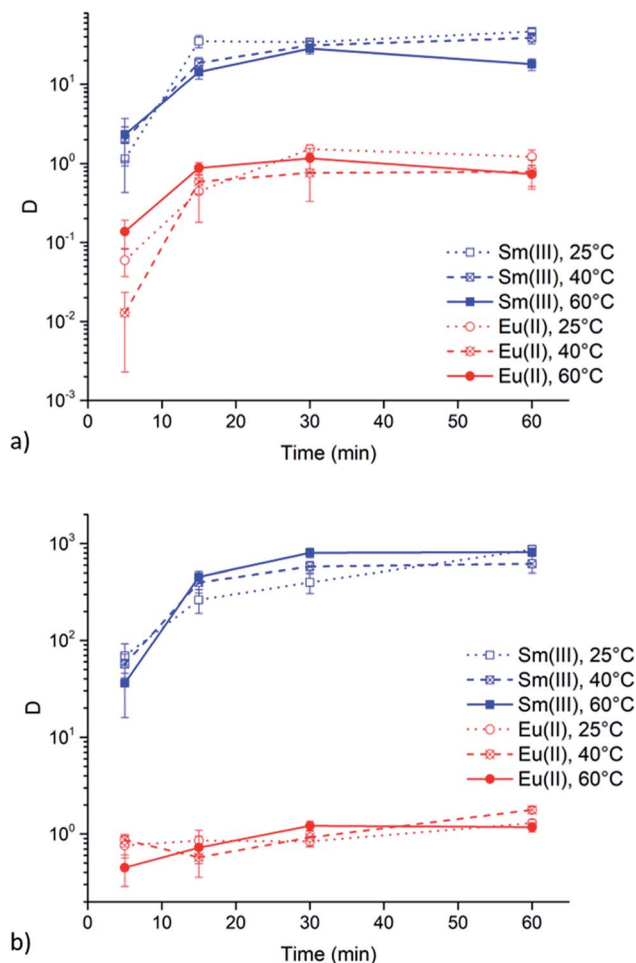 10¹
10⁰
D
10⁻¹
10⁻²
10⁻³
Sm(III), 25°C
Sm(III), 40°C
Sm(III), 60°C
Eu(II), 25°C
Eu(II), 40°C
Eu(II), 60°C
0 10 20 30 40 50 60
a)
Time (min)
10³
10²
D
10¹
10⁰
Sm(III), 25°C
Sm(III), 40°C
Sm(III), 60°C
Eu(II), 25°C
Eu(II), 40°C
Eu(II), 60°C
0 10 20 30 40 50 60
b)
Time (min)